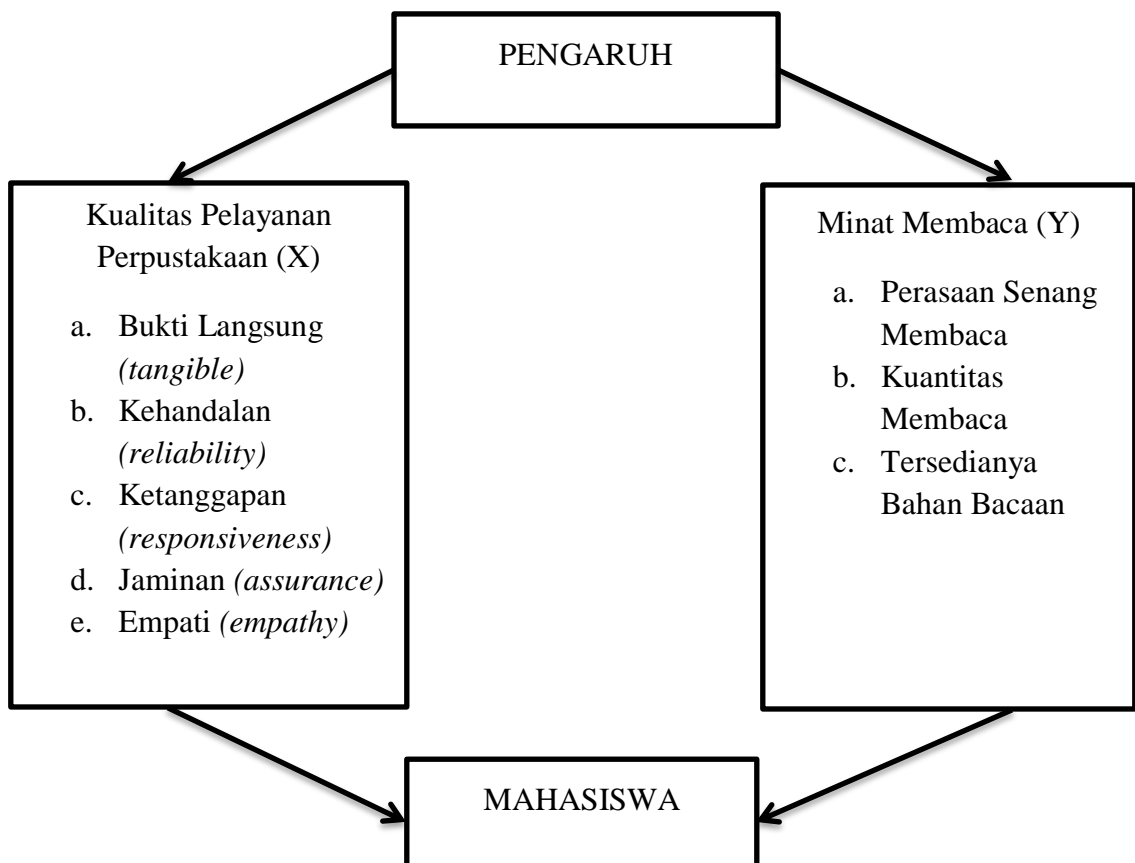 PENGARUH
Kualitas Pelayanan
Perpustakaan (X)
a. Bukti Langsung
(tangible)
b. Kehandalan
(reliability)
c. Ketanggapan
(responsiveness)
d. Jaminan (assurance)
e. Empati (empathy)
Minat Membaca (Y)
a. Perasaan Senang
Membaca
b. Kuantitas
Membaca
c. Tersedianya
Bahan Bacaan
MAHASISWA